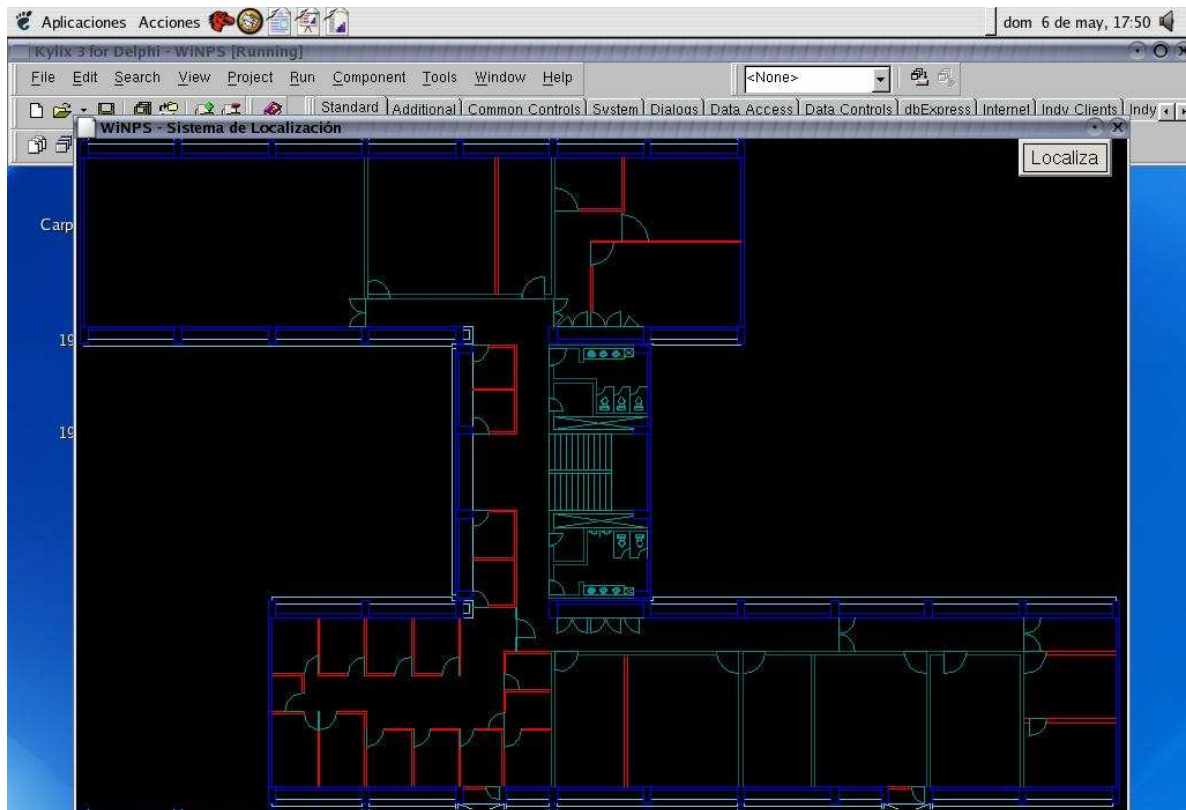 Aplicaciones Acciones dom 6 de may, 17:50
Kylix 3 for Delphi - WiNPS [Running]
File Edit Search View Project Run Component Tools Window Help <None>
Standard Additional Common Controls System Dialogs Data Access Data Controls dbExpress Internet Indy Clients Indy
WiNPS - Sistema de Localización
Localiza
Carp
19
19